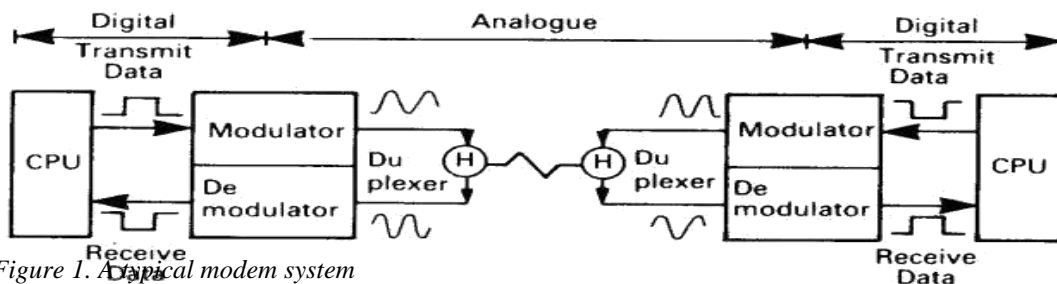 Digital
Analogue
Digital
Transmit
Data
Transmit
Data
CPU
Modulator
De
modulator
Du
plexer
H
H
Du
plexer
Modulator
De
modulator
CPU
Receive
Data
Receive
Data
Figure 1. A typical modem system